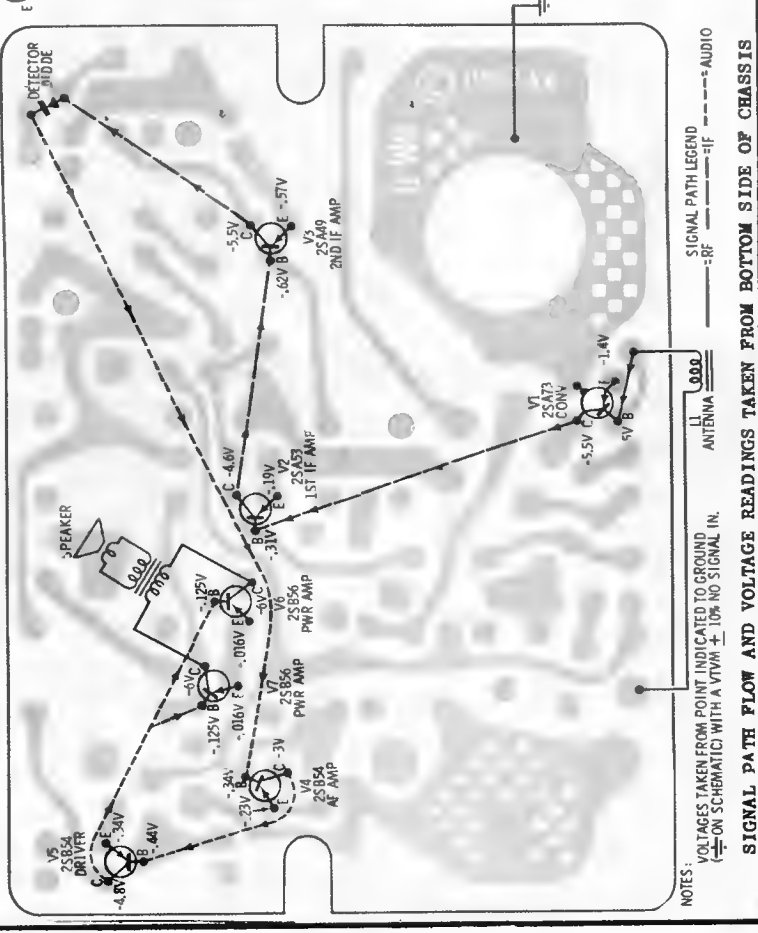 E
DETECTOR
DIODE
-5.5V
C
E
-.57V
B
-.62V
V3
2SA49
2ND IF AMP
SPEAKER
C
-4.6V
-.19V
E
B
-.31V
V2
2SA53
1ST IF AMP
-.125V
B
-6V
C
-.016V
E
V6
2SB56
PWR AMP
-6V
C
B
-.125V
-.016V
E
V7
2SB56
PWR AMP
-.34V
B
C
-3V
-.23V
E
V4
2SB54
AF AMP
V5
2SB54
DRIVER
E
-.34V
B
-.44V
C
-4.8V
V1
2SA73
CONV
-5.5V
C
-1.4V
B
L1
ANTENNA
NOTES:
VOLTAGES TAKEN FROM POINT INDICATED TO GROUND
( ON SCHEMATIC) WITH A VTVM ± 10% NO SIGNAL IN.
SIGNAL PATH LEGEND
=RF =IF =AUDIO
SIGNAL PATH FLOW AND VOLTAGE READINGS TAKEN FROM BOTTOM SIDE OF CHASSIS